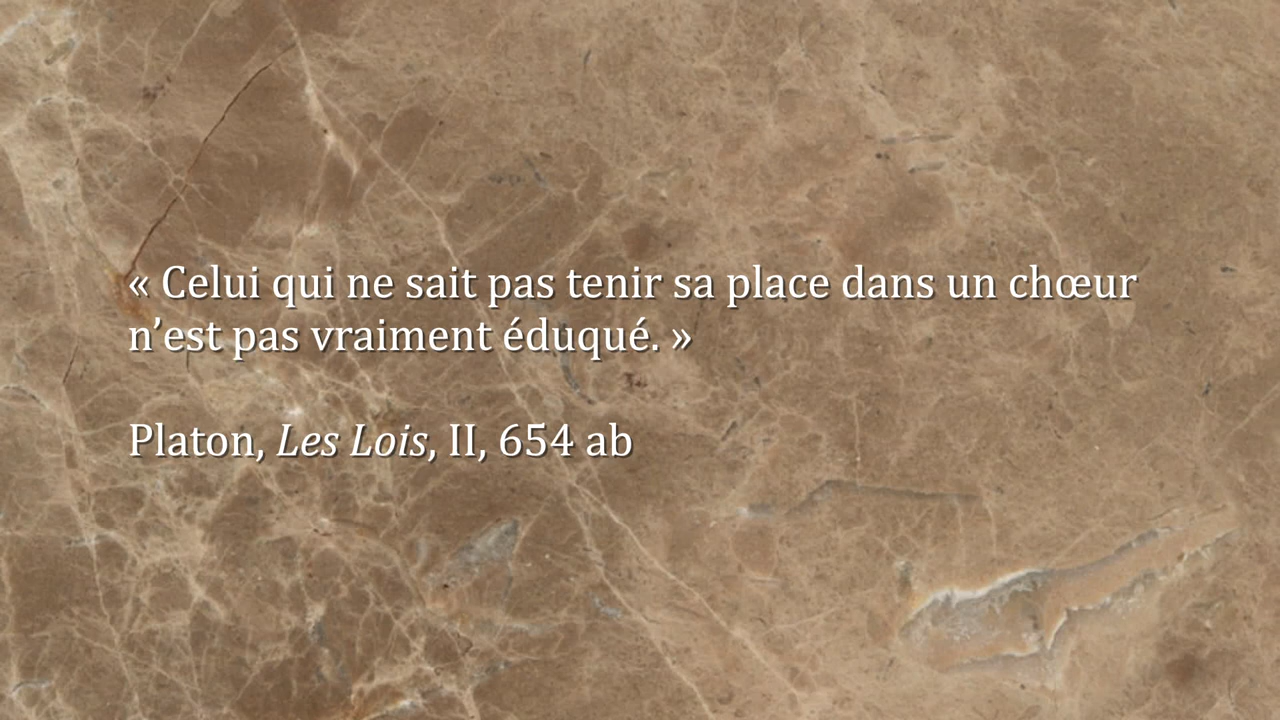 « Celui qui ne sait pas tenir sa place dans un chœur
n’est pas vraiment éduqué. »
Platon, Les Lois, II, 654 ab